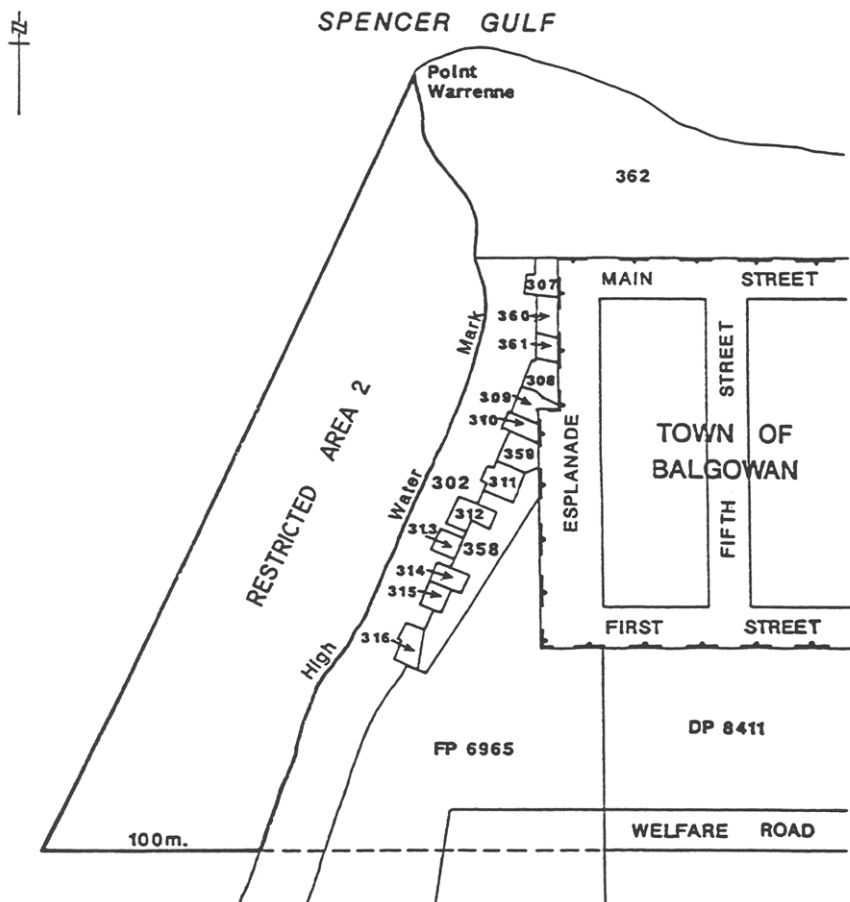 N
SPENCER GULF
Point
Warrenne
362
MAIN STREET
307
360
361
308
309
310
359
311
302
312
313
358
314
315
316
Mark
Water
High
RESTRICTED AREA 2
ESPLANADE
FIFTH STREET
TOWN OF
BALGOWAN
FIRST STREET
FP 6965
DP 8411
100m.
WELFARE ROAD